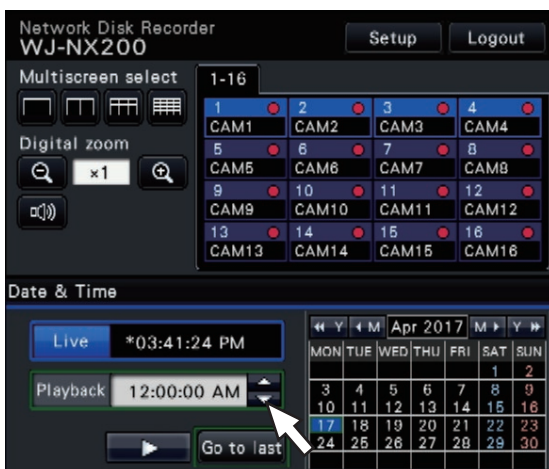 Network Disk Recorder
WJ-NX200
Setup
Logout
Multiscreen select
1-16
1 2 3 4
CAM1 CAM2 CAM3 CAM4
Digital zoom
5 6 7 8
CAM5 CAM6 CAM7 CAM8
×1
9 10 11 12
CAM9 CAM10 CAM11 CAM12
13 14 15 16
CAM13 CAM14 CAM15 CAM16
Date & Time
Live *03:41:24 PM
Playback 12:00:00 AM
Go to last
Y M Apr 2017 M Y
MON TUE WED THU FRI SAT SUN
1 2
3 4 5 6 7 8 9
10 11 12 13 14 15 16
17 18 19 20 21 22 23
24 25 26 27 28 29 30